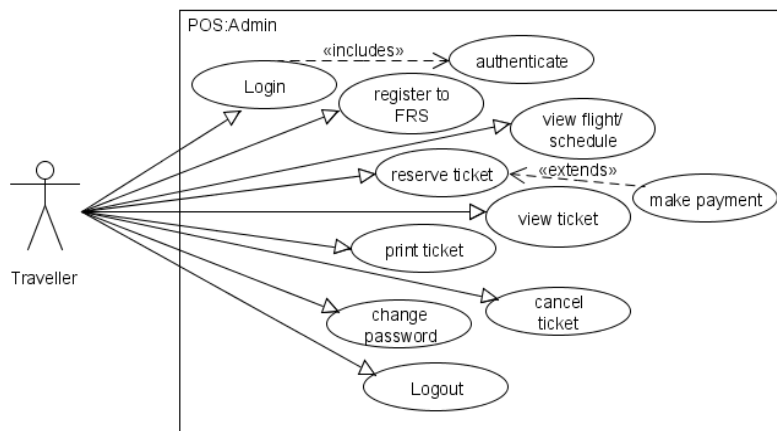 POS:Admin
«includes»
authenticate
Login
register to
FRS
view flight/
schedule
«extends»
reserve ticket
make payment
view ticket
print ticket
Traveller
cancel
ticket
change
password
Logout